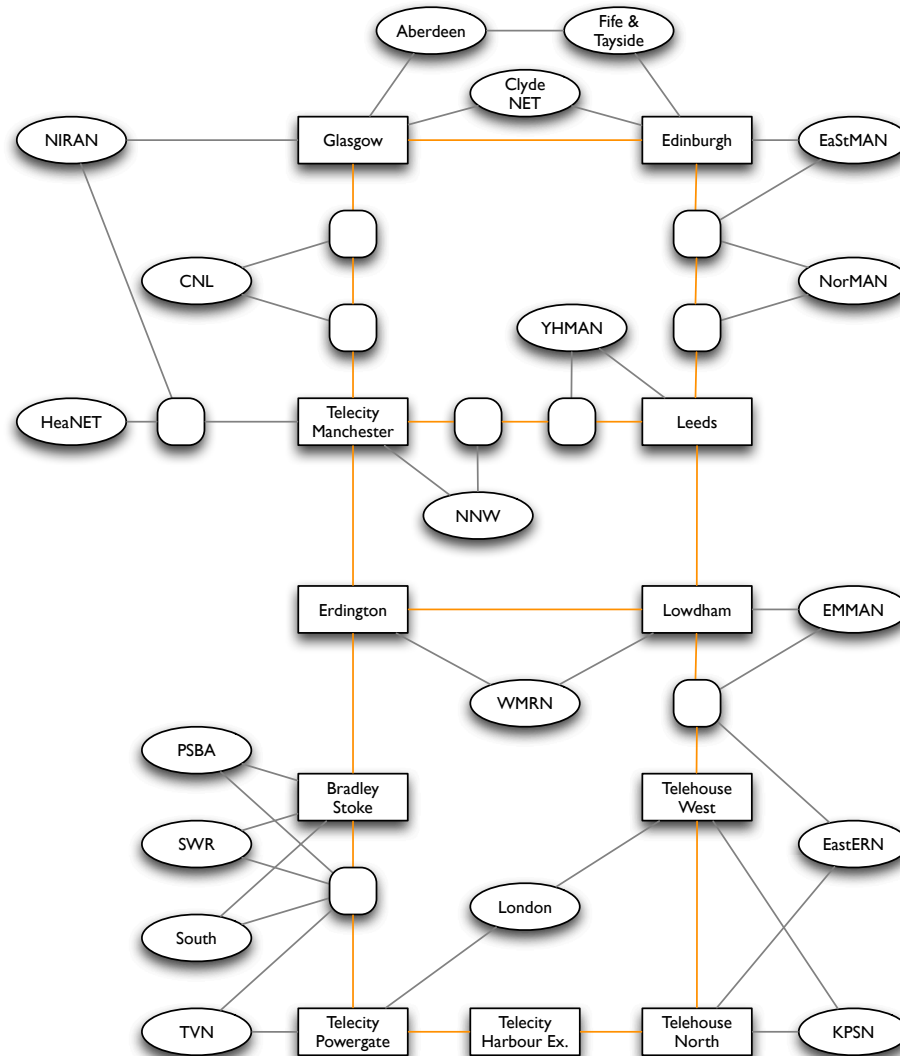 Aberdeen
Fife &
Tayside
Clyde
NET
NIRAN
Glasgow
Edinburgh
EaStMAN
CNL
NorMAN
YHMAN
HeaNET
Telecity
Manchester
Leeds
NNW
Erdington
Lowdham
EMMAN
WMRN
PSBA
Bradley
Stoke
Telehouse
West
SWR
EastERN
London
South
TVN
Telecity
Powergate
Telecity
Harbour Ex.
Telehouse
North
KPSN